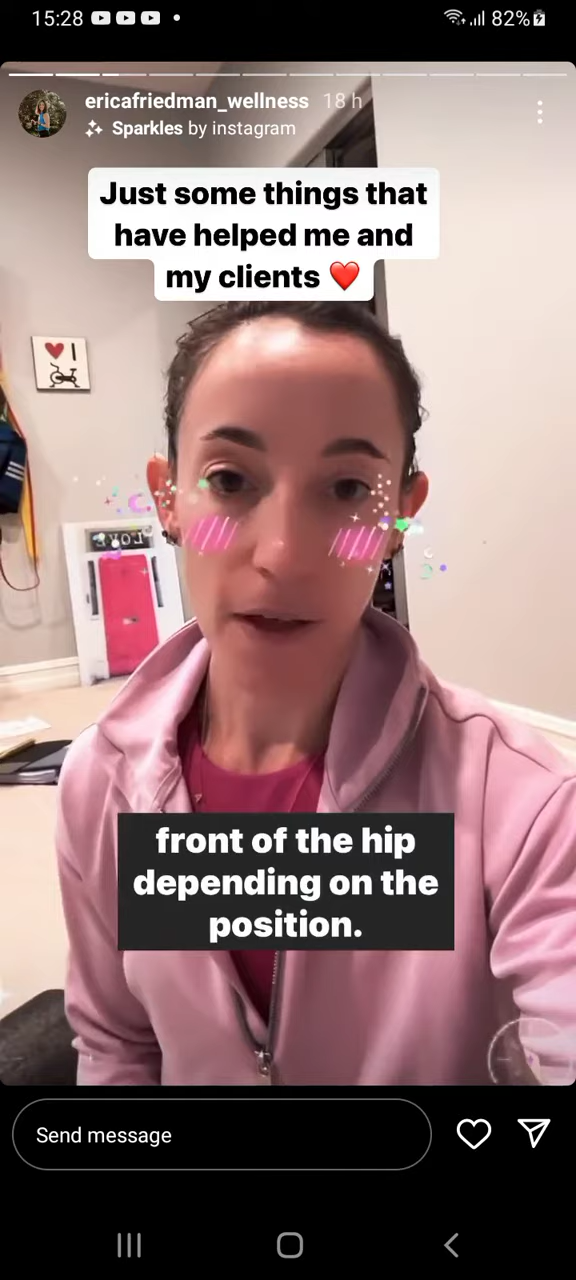 15:28
82%
ericafriedman_wellness 18 h
Sparkles by instagram
Just some things that
have helped me and
my clients ❤️
I
LOVE
front of the hip
depending on the
position.
Send message